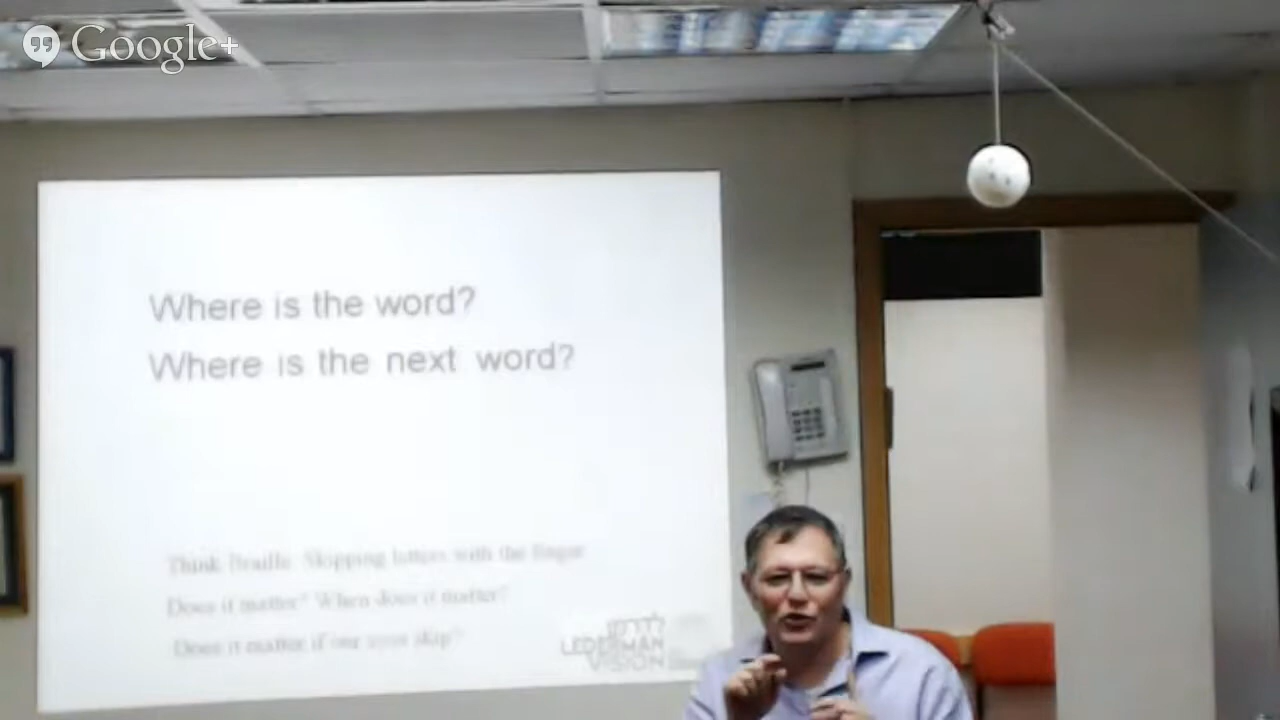 Google+
Where is the word?
Where is the next word?
Think Braille. Skipping letters with the finger
Does it matter? When does it matter?
Does it matter if our eyes skip?
LEDERMAN
VISION